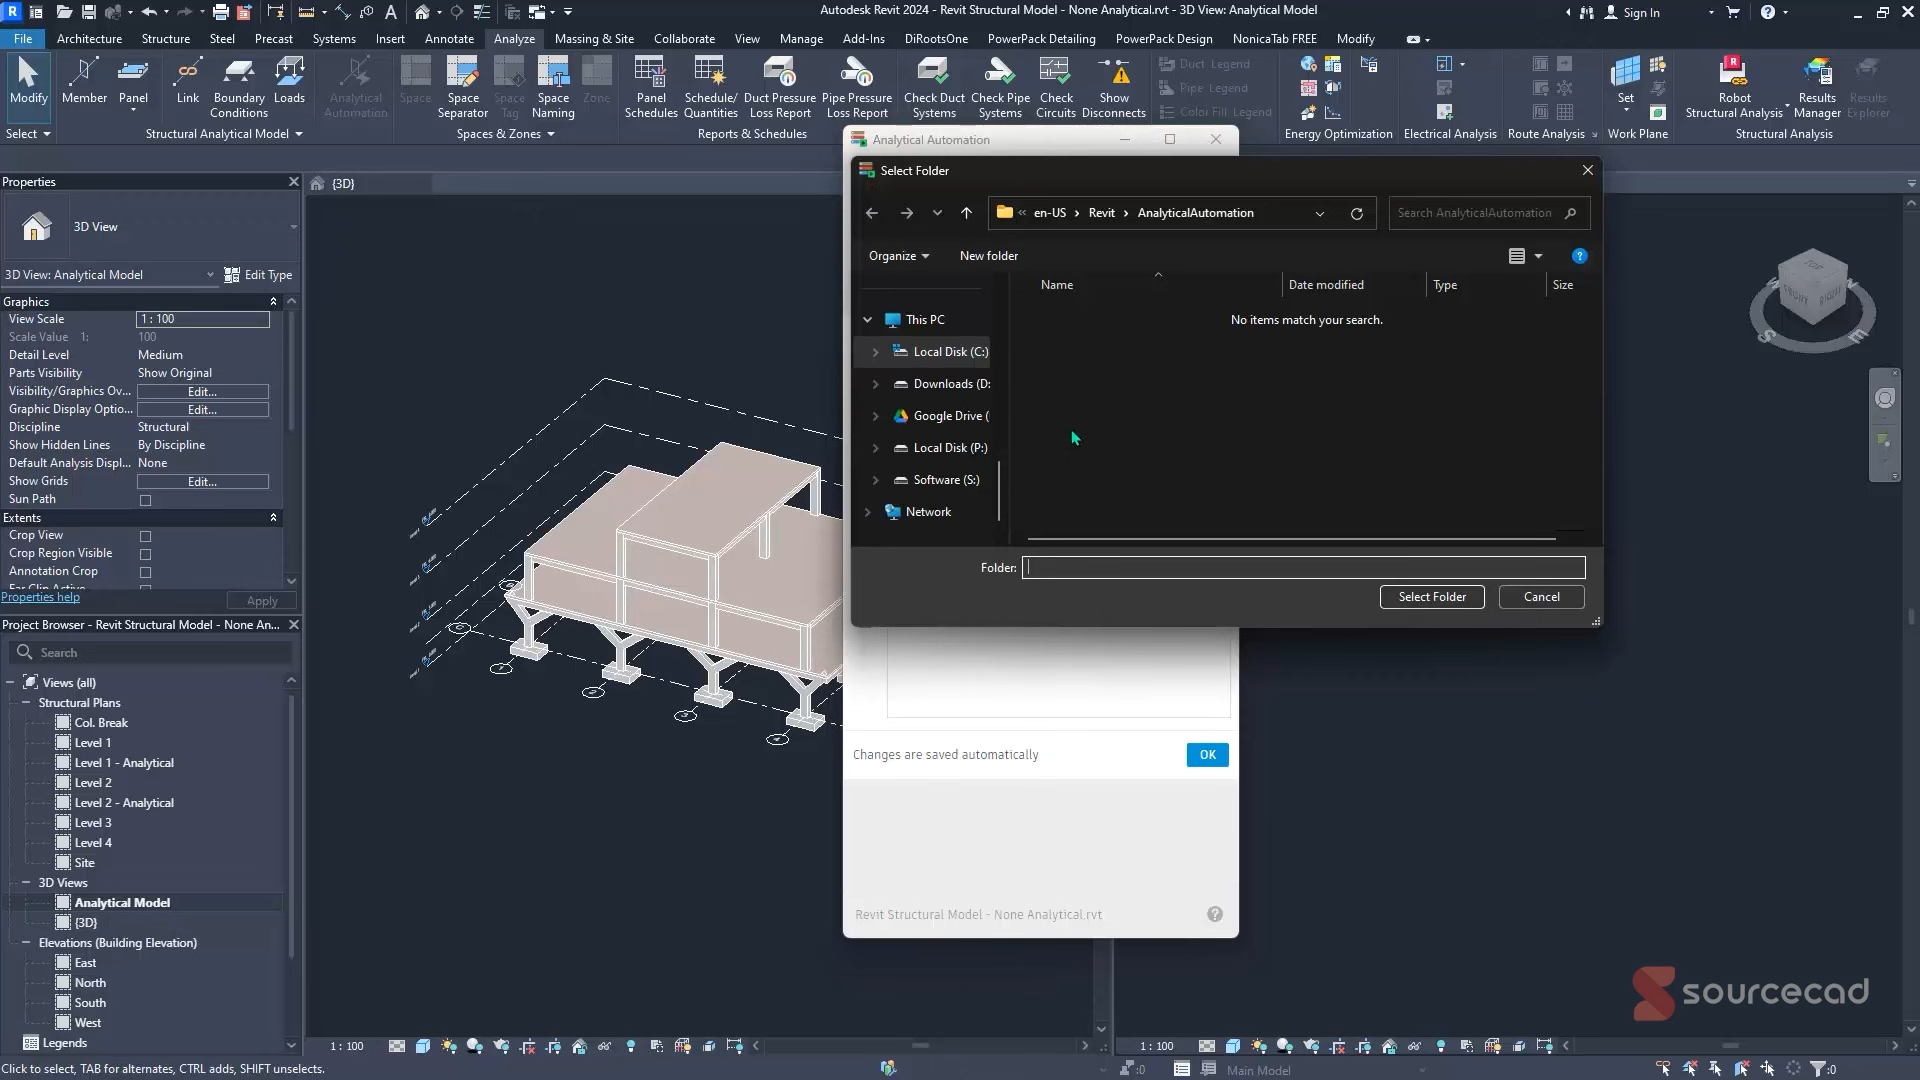 Autodesk Revit 2024 - Revit Structural Model - None Analytical.rvt - 3D View: Analytical Model
Sign In
File
Architecture
Structure
Steel
Precast
Systems
Insert
Annotate
Analyze
Massing & Site
Collaborate
View
Manage
Add-Ins
DiRootsOne
PowerPack Detailing
PowerPack Design
NonicaTab FREE
Modify
Modify
Member
Panel
Link
Boundary
Conditions
Loads
Analytical
Automation
Space
Space
Separator
Space
Tag
Space
Naming
Zone
Panel
Schedules
Schedule/
Quantities
Duct Pressure
Loss Report
Pipe Pressure
Loss Report
Check Duct
Systems
Check Pipe
Systems
Check
Circuits
Show
Disconnects
Duct Legend
Pipe Legend
Color Fill Legend
Set
Robot
Structural Analysis
Results
Manager
Results
Explorer
Select
Structural Analytical Model
Spaces & Zones
Reports & Schedules
Energy Optimization
Electrical Analysis
Route Analysis
Work Plane
Structural Analysis
Properties
3D View
3D View: Analytical Model
Edit Type
Graphics
View Scale
1 : 100
Scale Value 1:
100
Detail Level
Medium
Parts Visibility
Show Original
Visibility/Graphics Ov...
Edit...
Graphic Display Optio...
Edit...
Discipline
Structural
Show Hidden Lines
By Discipline
Default Analysis Displ...
None
Show Grids
Edit...
Sun Path
Extents
Crop View
Crop Region Visible
Annotation Crop
Far Clip Active
Properties help
Apply
Project Browser - Revit Structural Model - None An...
Search
Views (all)
Structural Plans
Col. Break
Level 1
Level 1 - Analytical
Level 2
Level 2 - Analytical
Level 3
Level 4
Site
3D Views
Analytical Model
{3D}
Elevations (Building Elevation)
East
North
South
West
Legends
{3D}
Analytical Automation
Select Folder
en-US
Revit
AnalyticalAutomation
Search AnalyticalAutomation
Organize
New folder
Name
Date modified
Type
Size
No items match your search.
This PC
Local Disk (C:)
Downloads (D:
Google Drive (
Local Disk (P:)
Software (S:)
Network
Folder:
Select Folder
Cancel
Changes are saved automatically
OK
Revit Structural Model - None Analytical.rvt
TOP
FRONT
RIGHT
S
E
sourcecad
1 : 100
1 : 100
Click to select, TAB for alternates, CTRL adds, SHIFT unselects.
:0
Main Model
:0